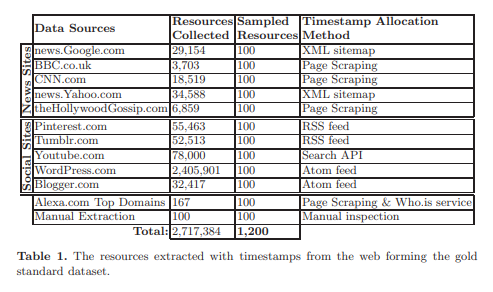 Data Sources Resources Collected Sampled Resources Timestamp Allocation Method
News Sites
news.Google.com 29,154 100 XML sitemap
BBC.co.uk 3,703 100 Page Scraping
CNN.com 18,519 100 Page Scraping
news.Yahoo.com 34,588 100 XML sitemap
theHollywoodGossip.com 6,859 100 Page Scraping
Social Sites
Pinterest.com 55,463 100 RSS feed
Tumblr.com 52,513 100 RSS feed
Youtube.com 78,000 100 Search API
WordPress.com 2,405,901 100 Atom feed
Blogger.com 32,417 100 Atom feed
Alexa.com Top Domains 167 100 Page Scraping & Who.is service
Manual Extraction 100 100 Manual inspection
Total: 2,717,384 1,200
Table 1. The resources extracted with timestamps from the web forming the gold
standard dataset.